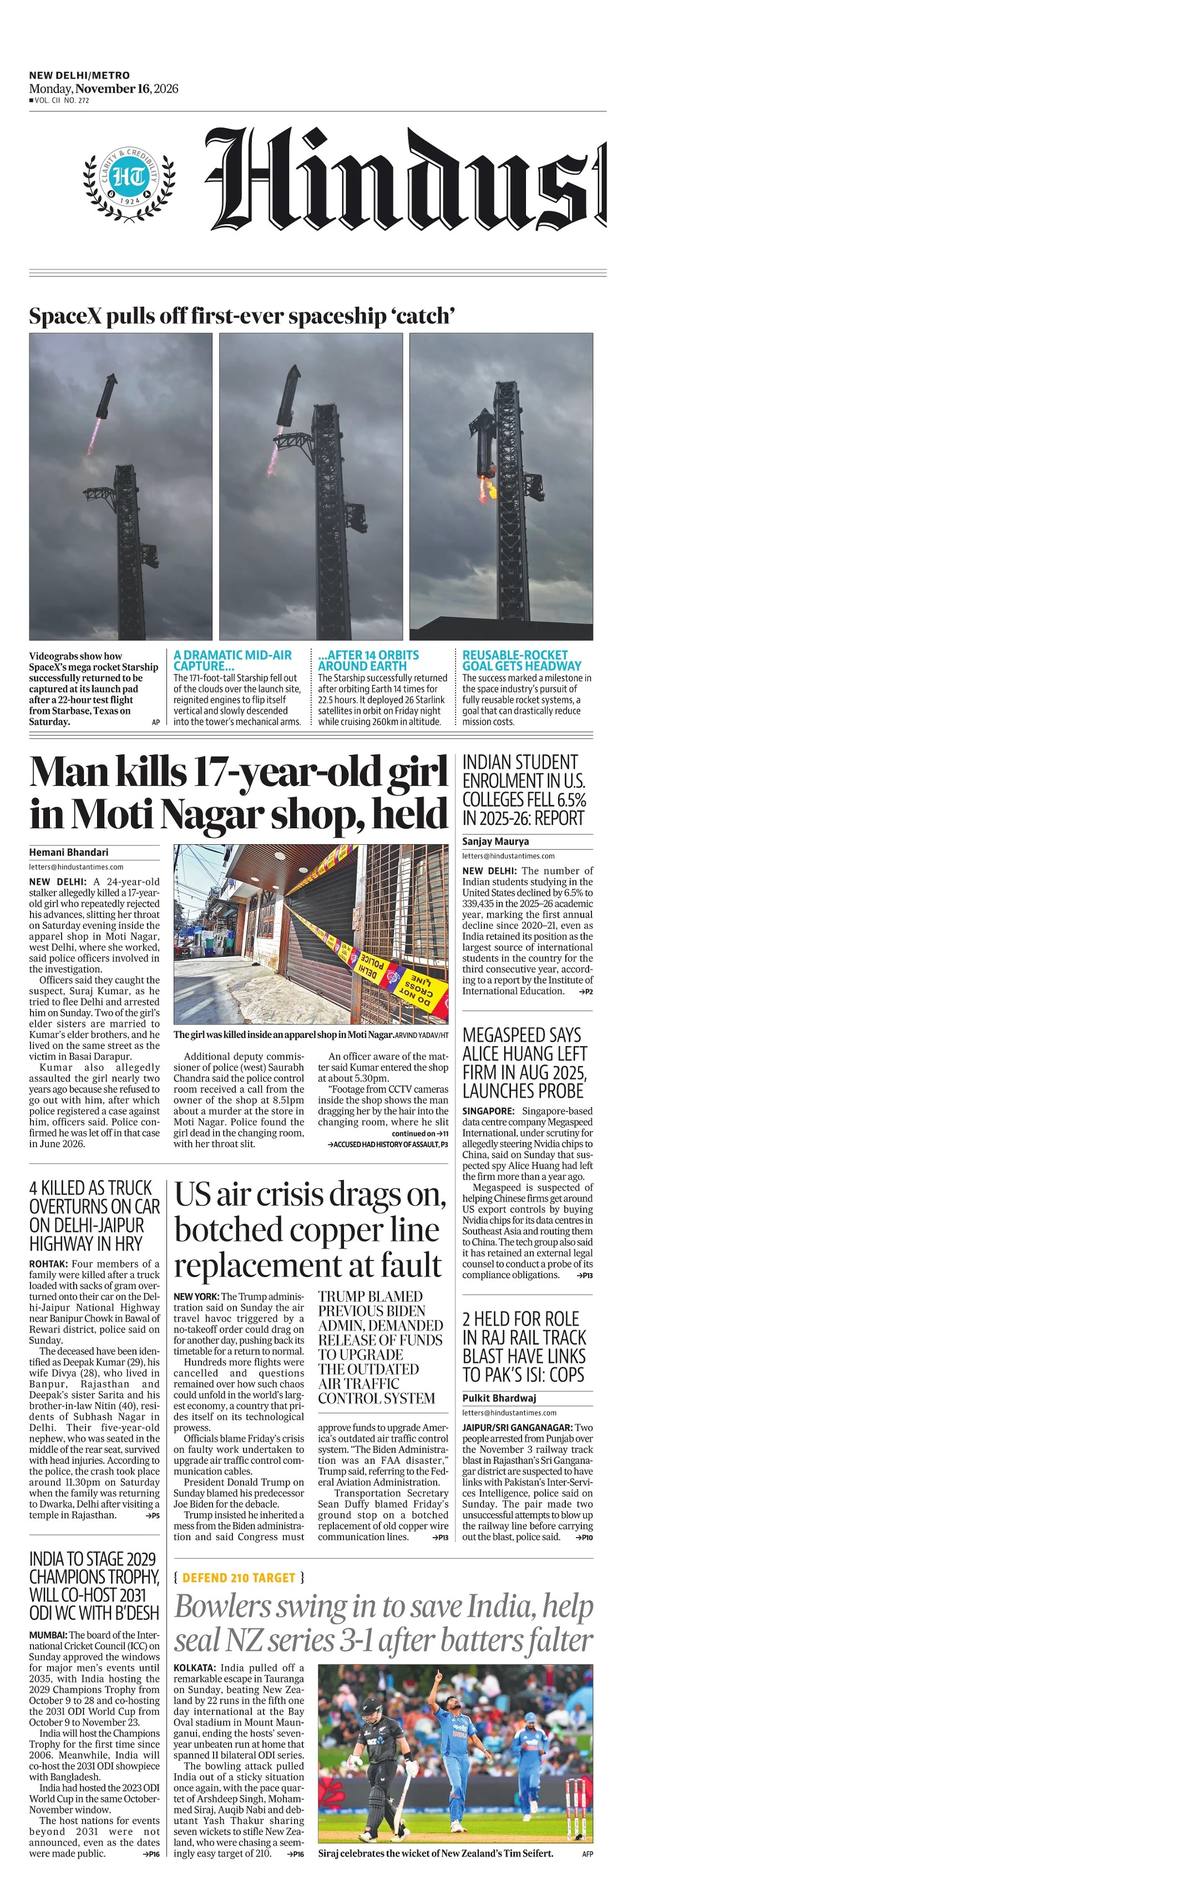 NEW DELHI/METRO
Monday, November 16, 2026
■ VOL. CII NO. 272
CLARITY & CREDIBILITY
HT
1924
Hindust
SpaceX pulls off first-ever spaceship ‘catch’
Videograbs show how
SpaceX's mega rocket Starship
successfully returned to be
captured at its launch pad
after a 22-hour test flight
from Starbase, Texas on
Saturday. AP
A DRAMATIC MID-AIR
CAPTURE...
The 171-foot-tall Starship fell out
of the clouds over the launch site,
reignited engines to flip itself
vertical and slowly descended
into the tower's mechanical arms.
...AFTER 14 ORBITS
AROUND EARTH
The Starship successfully returned
after orbiting Earth 14 times for
22.5 hours. It deployed 26 Starlink
satellites in orbit on Friday night
while cruising 260km in altitude.
REUSABLE-ROCKET
GOAL GETS HEADWAY
The success marked a milestone in
the space industry's pursuit of
fully reusable rocket systems, a
goal that can drastically reduce
mission costs.
Man kills 17-year-old girl
in Moti Nagar shop, held
Hemani Bhandari
letters@hindustantimes.com
NEW DELHI: A 24-year-old
stalker allegedly killed a 17-year-
old girl who repeatedly rejected
his advances, slitting her throat
on Saturday evening inside the
apparel shop in Moti Nagar,
west Delhi, where she worked,
said police officers involved in
the investigation.
Officers said they caught the
suspect, Suraj Kumar, as he
tried to flee Delhi and arrested
him on Sunday. Two of the girl's
elder sisters are married to
Kumar's elder brothers, and he
lived on the same street as the
victim in Basai Darapur.
Kumar also allegedly
assaulted the girl nearly two
years ago because she refused to
go out with him, after which
police registered a case against
him, officers said. Police con-
firmed he was let off in that case
in June 2026.
DELHI
POLICE
DO NOT
CROSS
LINE
The girl was killed inside an apparel shop in Moti Nagar. ARVIND YADAV/HT
Additional deputy commis-
sioner of police (west) Saurabh
Chandra said the police control
room received a call from the
owner of the shop at 8.51pm
about a murder at the store in
Moti Nagar. Police found the
girl dead in the changing room,
with her throat slit.
An officer aware of the mat-
ter said Kumar entered the shop
at about 5.30pm.
“Footage from CCTV cameras
inside the shop shows the man
dragging her by the hair into the
changing room, where he slit
continued on →11
→ACCUSED HAD HISTORY OF ASSAULT, P3
INDIAN STUDENT
ENROLMENT IN U.S.
COLLEGES FELL 6.5%
IN 2025-26: REPORT
Sanjay Maurya
letters@hindustantimes.com
NEW DELHI: The number of
Indian students studying in the
United States declined by 6.5% to
339,435 in the 2025–26 academic
year, marking the first annual
decline since 2020–21, even as
India retained its position as the
largest source of international
students in the country for the
third consecutive year, accord-
ing to a report by the Institute of
International Education. →P2
MEGASPEED SAYS
ALICE HUANG LEFT
FIRM IN AUG 2025,
LAUNCHES PROBE
SINGAPORE: Singapore-based
data centre company Megaspeed
International, under scrutiny for
allegedly steering Nvidia chips to
China, said on Sunday that sus-
pected spy Alice Huang had left
the firm more than a year ago.
Megaspeed is suspected of
helping Chinese firms get around
US export controls by buying
Nvidia chips for its data centres in
Southeast Asia and routing them
to China. The tech group also said
it has retained an external legal
counsel to conduct a probe of its
compliance obligations. →P13
2 HELD FOR ROLE
IN RAJ RAIL TRACK
BLAST HAVE LINKS
TO PAK'S ISI: COPS
Pulkit Bhardwaj
letters@hindustantimes.com
JAIPUR/SRI GANGANAGAR: Two
people arrested from Punjab over
the November 3 railway track
blast in Rajasthan's Sri Gangana-
gar district are suspected to have
links with Pakistan's Inter-Servi-
ces Intelligence, police said on
Sunday. The pair made two
unsuccessful attempts to blow up
the railway line before carrying
out the blast, police said. →P10
4 KILLED AS TRUCK
OVERTURNS ON CAR
ON DELHI-JAIPUR
HIGHWAY IN HRY
ROHTAK: Four members of a
family were killed after a truck
loaded with sacks of gram over-
turned onto their car on the Del-
hi-Jaipur National Highway
near Banipur Chowk in Bawal of
Rewari district, police said on
Sunday.
The deceased have been iden-
tified as Deepak Kumar (29), his
wife Divya (28), who lived in
Banpur, Rajasthan and
Deepak's sister Sarita and his
brother-in-law Nitin (40), resi-
dents of Subhash Nagar in
Delhi. Their five-year-old
nephew, who was seated in the
middle of the rear seat, survived
with head injuries. According to
the police, the crash took place
around 11.30pm on Saturday
when the family was returning
to Dwarka, Delhi after visiting a
temple in Rajasthan. →P5
US air crisis drags on,
botched copper line
replacement at fault
NEW YORK: The Trump adminis-
tration said on Sunday the air
travel havoc triggered by a
no-takeoff order could drag on
for another day, pushing back its
timetable for a return to normal.
Hundreds more flights were
cancelled and questions
remained over how such chaos
could unfold in the world's larg-
est economy, a country that pri-
des itself on its technological
prowess.
Officials blame Friday's crisis
on faulty work undertaken to
upgrade air traffic control com-
munication cables.
President Donald Trump on
Sunday blamed his predecessor
Joe Biden for the debacle.
Trump insisted he inherited a
mess from the Biden administra-
tion and said Congress must
TRUMP BLAMED
PREVIOUS BIDEN
ADMIN, DEMANDED
RELEASE OF FUNDS
TO UPGRADE
THE OUTDATED
AIR TRAFFIC
CONTROL SYSTEM
approve funds to upgrade Amer-
ica's outdated air traffic control
system. “The Biden Administra-
tion was an FAA disaster,”
Trump said, referring to the Fed-
eral Aviation Administration.
Transportation Secretary
Sean Duffy blamed Friday's
ground stop on a botched
replacement of old copper wire
communication lines. →P13
INDIA TO STAGE 2029
CHAMPIONS TROPHY,
WILL CO-HOST 2031
ODI WC WITH B'DESH
MUMBAI: The board of the Inter-
national Cricket Council (ICC) on
Sunday approved the windows
for major men's events until
2035, with India hosting the
2029 Champions Trophy from
October 9 to 28 and co-hosting
the 2031 ODI World Cup from
October 9 to November 23.
India will host the Champions
Trophy for the first time since
2006. Meanwhile, India will
co-host the 2031 ODI showpiece
with Bangladesh.
India had hosted the 2023 ODI
World Cup in the same October-
November window.
The host nations for events
beyond 2031 were not
announced, even as the dates
were made public. →P16
{ DEFEND 210 TARGET }
Bowlers swing in to save India, help
seal NZ series 3-1 after batters falter
KOLKATA: India pulled off a
remarkable escape in Tauranga
on Sunday, beating New Zea-
land by 22 runs in the fifth one
day international at the Bay
Oval stadium in Mount Maun-
ganui, ending the hosts' seven-
year unbeaten run at home that
spanned 11 bilateral ODI series.
The bowling attack pulled
India out of a sticky situation
once again, with the pace quar-
tet of Arshdeep Singh, Moham-
med Siraj, Auqib Nabi and deb-
utant Yash Thakur sharing
seven wickets to stifle New Zea-
land, who were chasing a seem-
ingly easy target of 210. →P16
Siraj celebrates the wicket of New Zealand's Tim Seifert. AFP